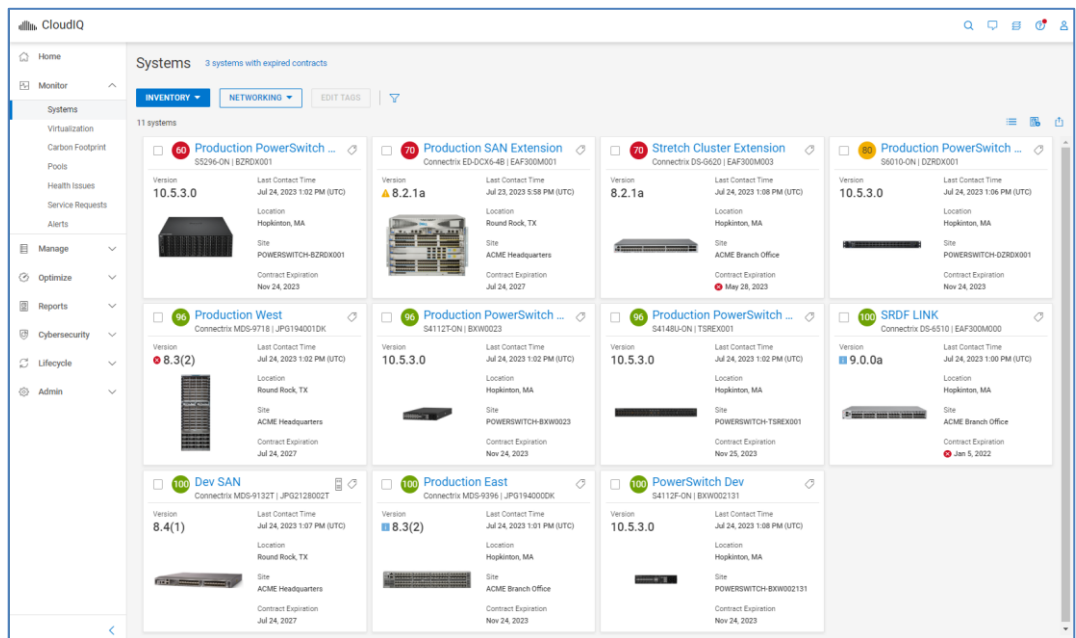 CloudIQ
Home
Monitor
Systems
Virtualization
Carbon Footprint
Pools
Health Issues
Service Requests
Alerts
Manage
Optimize
Reports
Cybersecurity
Lifecycle
Admin
Systems 3 systems with expired contracts
INVENTORY NETWORKING EDIT TAGS
11 systems
60 Production PowerSwitch ...
S5296-ON | BZRDX001
Version
10.5.3.0
Last Contact Time
Jul 24, 2023 1:02 PM (UTC)
Location
Hopkinton, MA
Site
POWERSWITCH-BZRDX001
Contract Expiration
Nov 24, 2023
70 Production SAN Extension
Connectrix ED-DCX6-4B | EAF300M001
Version
8.2.1a
Last Contact Time
Jul 23, 2023 5:58 PM (UTC)
Location
Round Rock, TX
Site
ACME Headquarters
Contract Expiration
Jul 24, 2027
70 Stretch Cluster Extension
Connectrix DS-G620 | EAF300M003
Version
8.2.1a
Last Contact Time
Jul 24, 2023 1:08 PM (UTC)
Location
Hopkinton, MA
Site
ACME Branch Office
Contract Expiration
May 28, 2023
80 Production PowerSwitch ...
S6010-ON | DZRDX001
Version
10.5.3.0
Last Contact Time
Jul 24, 2023 1:06 PM (UTC)
Location
Hopkinton, MA
Site
POWERSWITCH-DZRDX001
Contract Expiration
Nov 24, 2023
96 Production West
Connectrix MDS-9718 | JPG194001DK
Version
8.3(2)
Last Contact Time
Jul 24, 2023 1:02 PM (UTC)
Location
Round Rock, TX
Site
ACME Headquarters
Contract Expiration
Jul 24, 2027
96 Production PowerSwitch ...
S4112T-ON | BXW0023
Version
10.5.3.0
Last Contact Time
Jul 24, 2023 1:02 PM (UTC)
Location
Hopkinton, MA
Site
POWERSWITCH-BXW0023
Contract Expiration
Nov 24, 2023
96 Production PowerSwitch ...
S4148U-ON | TSREX001
Version
10.5.3.0
Last Contact Time
Jul 24, 2023 1:02 PM (UTC)
Location
Hopkinton, MA
Site
POWERSWITCH-TSREX001
Contract Expiration
Nov 25, 2023
100 SRDF LINK
Connectrix DS-6510 | EAF300M000
Version
9.0.0a
Last Contact Time
Jul 24, 2023 1:00 PM (UTC)
Location
Hopkinton, MA
Site
ACME Branch Office
Contract Expiration
Jan 5, 2022
100 Dev SAN
Connectrix MDS-9132T | JPG2128002T
Version
8.4(1)
Last Contact Time
Jul 24, 2023 1:07 PM (UTC)
Location
Round Rock, TX
Site
ACME Headquarters
Contract Expiration
Jul 24, 2027
100 Production East
Connectrix MDS-9396 | JPG194000DK
Version
8.3(2)
Last Contact Time
Jul 24, 2023 1:01 PM (UTC)
Location
Hopkinton, MA
Site
ACME Branch Office
Contract Expiration
Nov 24, 2023
100 PowerSwitch Dev
S4112F-ON | BXW002131
Version
10.5.3.0
Last Contact Time
Jul 24, 2023 1:08 PM (UTC)
Location
Hopkinton, MA
Site
POWERSWITCH-BXW002131
Contract Expiration
Nov 24, 2023